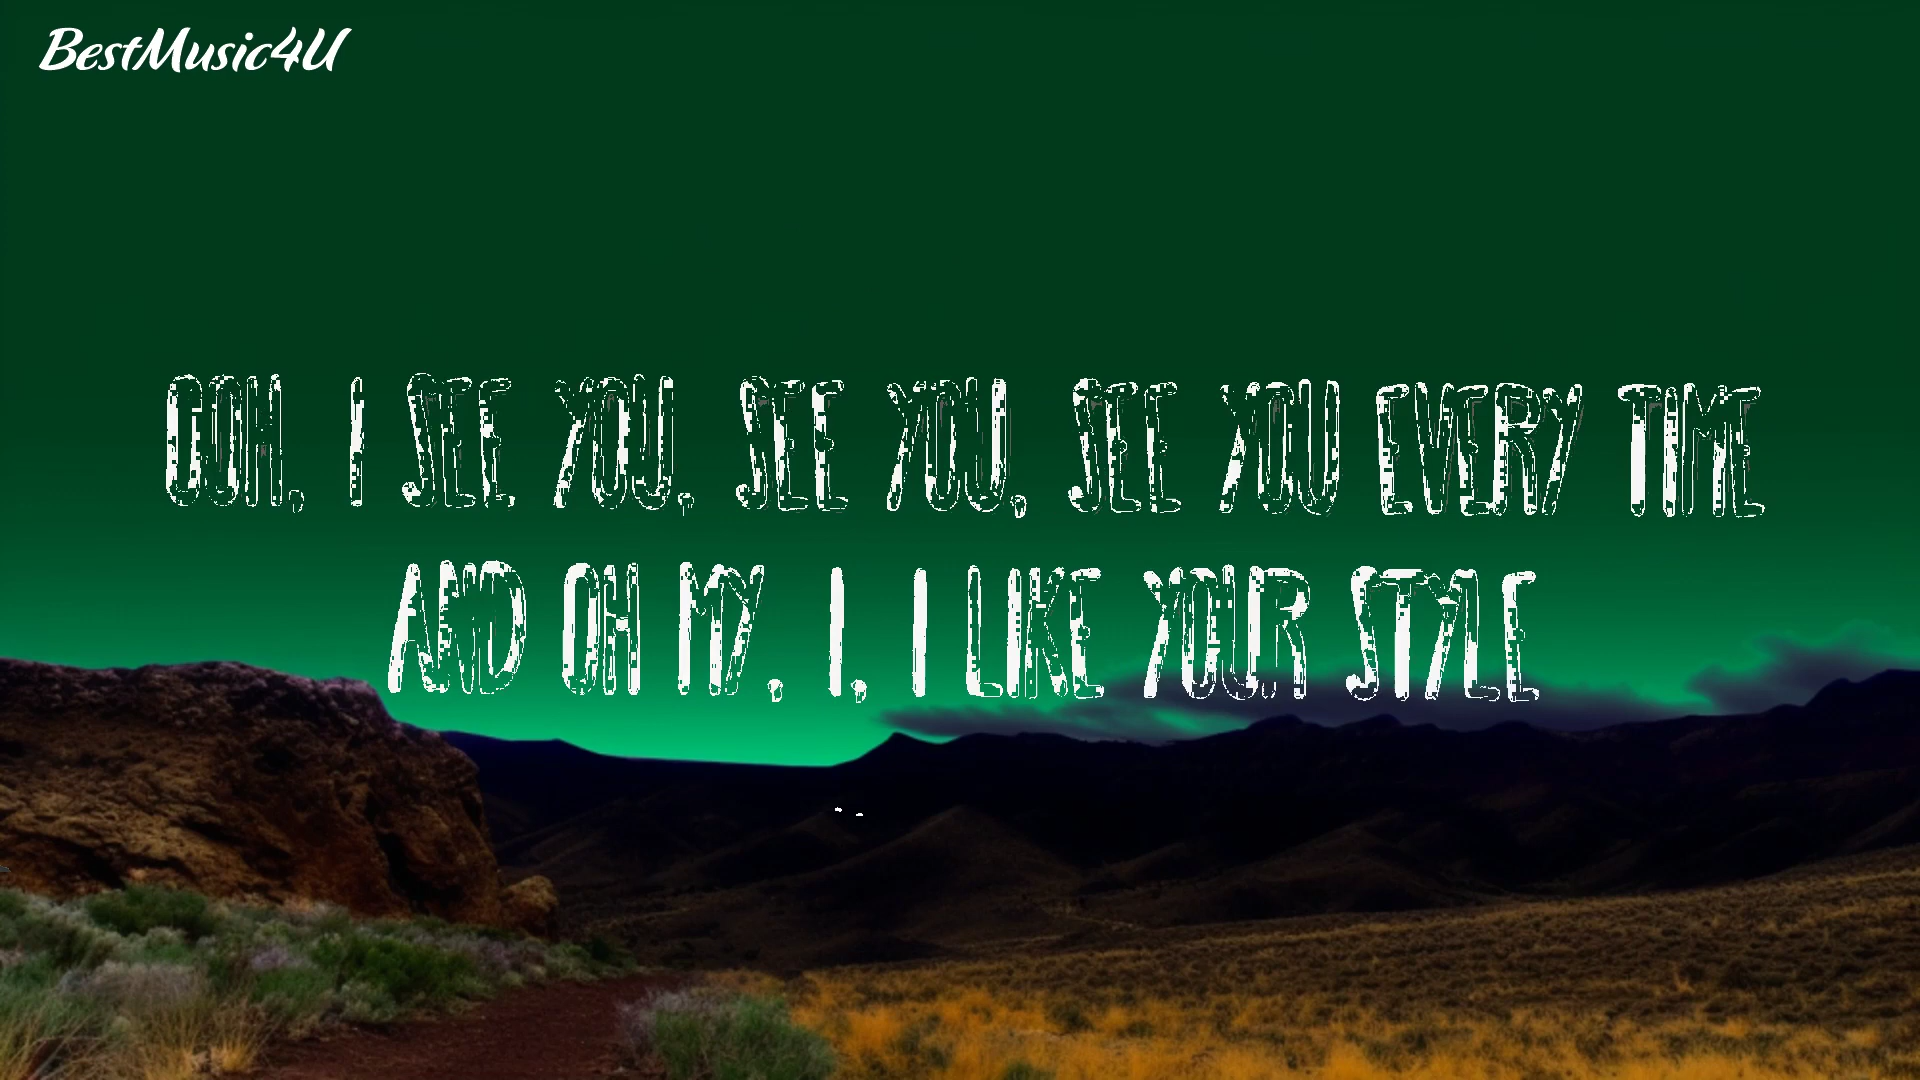 BestMusic4U
OOH, I SEE YOU, SEE YOU, SEE YOU EVERY TIME
AND OH MY, I, I LIKE YOUR STYLE